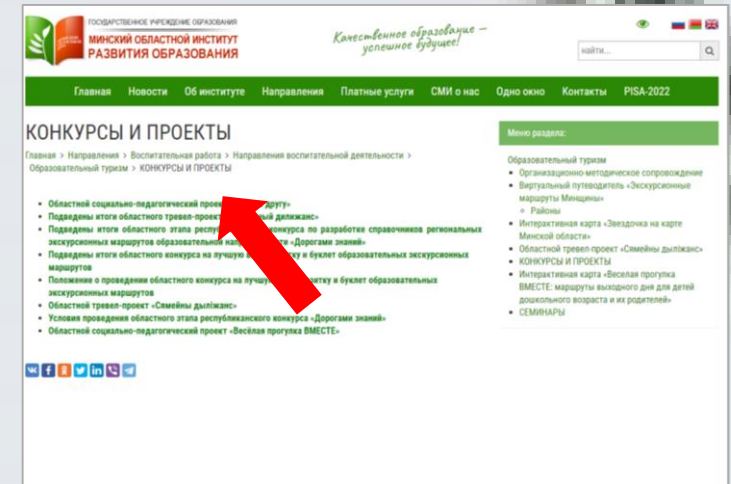 ГОСУДАРСТВЕННОЕ УЧРЕЖДЕНИЕ ОБРАЗОВАНИЯ
МИНСКИЙ ОБЛАСТНОЙ ИНСТИТУТ
РАЗВИТИЯ ОБРАЗОВАНИЯ
Качественное образование –
успешное будущее!
найти...
Главная Новости Об институте Направления Платные услуги СМИ о нас Одно окно Контакты PISA-2022
КОНКУРСЫ И ПРОЕКТЫ
Главная > Направления > Воспитательная работа > Направления воспитательной деятельности >
Образовательный туризм > КОНКУРСЫ И ПРОЕКТЫ
Областной социально-педагогический другу»
Подведены итоги областного тревел- дилижанс»
Подведены итоги областного этапа конкурса по разработке справочников региональных
экскурсионных маршрутов образовательной «Дорогами знаний»
Подведены итоги областного конкурса на лучшую и буклет образовательных экскурсионных
маршрутов
Положение о проведении областного конкурса на и буклет образовательных
экскурсионных маршрутов
Областной тревел-проект «Сямейны дыліжанс»
Условия проведения областного этапа республиканского конкурса «Дорогами знаний»
Областной социально-педагогический проект «Весёлая прогулка ВМЕСТЕ»
Меню раздела:
Образовательный туризм
Организационно-методическое сопровождение
Виртуальный путеводитель «Экскурсионные
маршруты Минщины»
Районы
Интерактивная карта «Звездочка на карте
Минской области»
Областной тревел-проект «Сямейны дыліжанс»
КОНКУРСЫ И ПРОЕКТЫ
Интерактивная карта «Веселая прогулка
ВМЕСТЕ: маршруты выходного дня для детей
дошкольного возраста и их родителей»
СЕМИНАРЫ